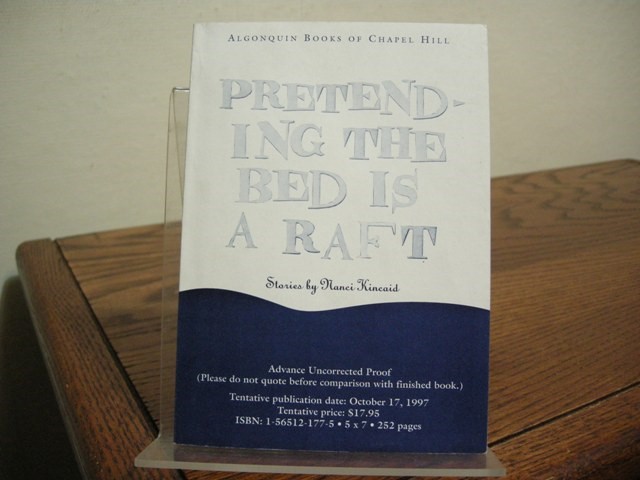 ALGONQUIN BOOKS OF CHAPEL HILL
PRETEND-
ING THE
BED IS
A RAFT
Stories by Nanci Kincaid
Advance Uncorrected Proof
(Please do not quote before comparison with finished book.)
Tentative publication date: October 17, 1997
Tentative price: $17.95
ISBN: 1-56512-177-5 • 5 x 7 • 252 pages